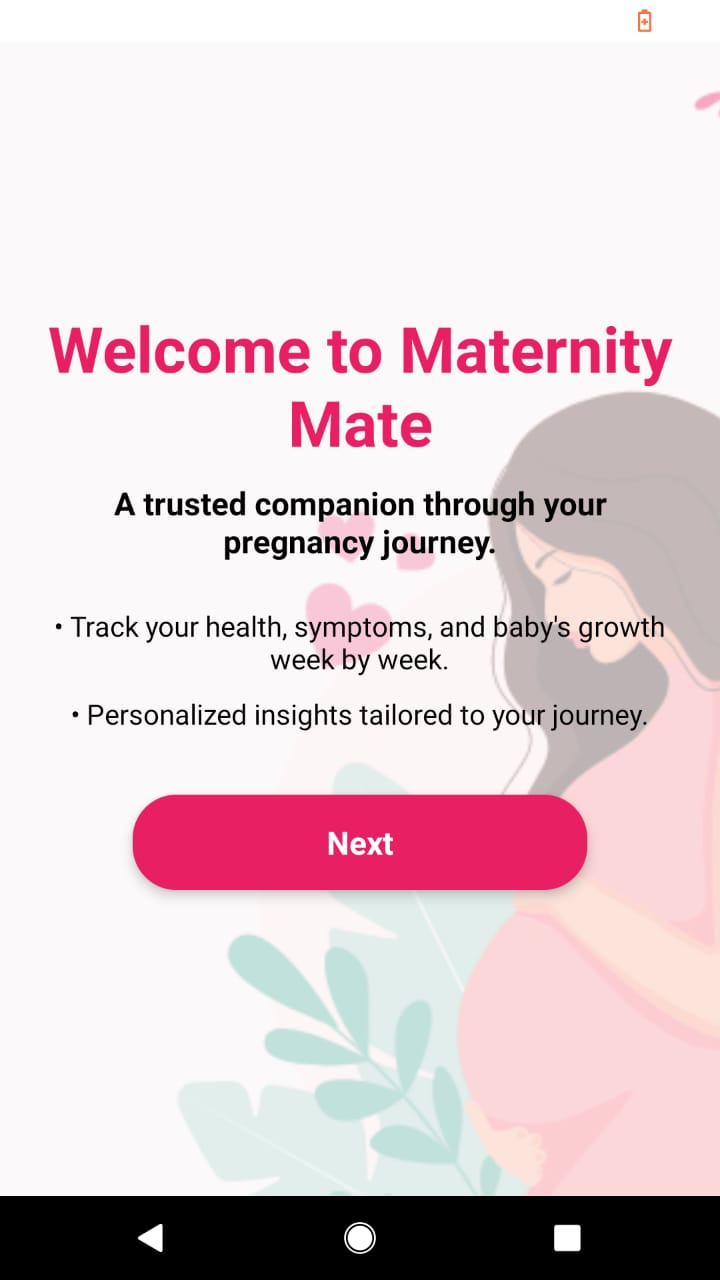 Welcome to Maternity
Mate
A trusted companion through your
pregnancy journey.
• Track your health, symptoms, and baby's growth
week by week.
• Personalized insights tailored to your journey.
Next